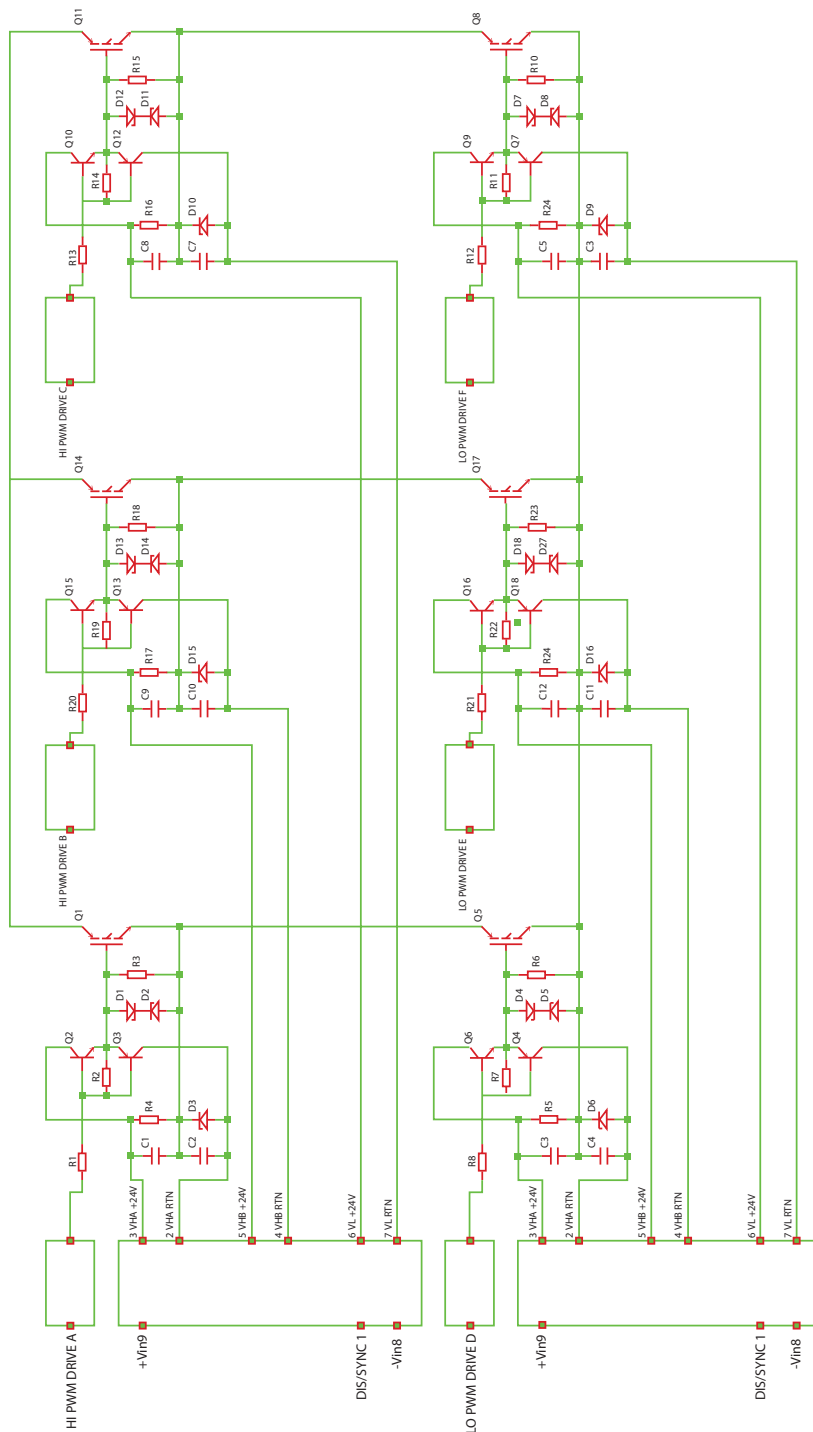 Q11
Q8
R15
R10
D12
D11
D7
D8
Q10
Q12
Q9
Q7
R14
R11
R16
D10
R24
D9
R13
C8
C7
R12
C5
C3
HI PWM DRIVE C
LO PWM DRIVE F
Q14
Q17
R18
R23
D13
D14
D18
D27
Q15
Q13
Q16
Q18
R19
R22
R17
D15
R24
D16
R20
C9
C10
R21
C12
C11
HI PWM DRIVE B
LO PWM DRIVE E
Q1
Q5
R3
R6
D1
D2
D4
D5
Q2
Q3
Q6
Q4
R2
R7
R4
D3
R5
D6
R1
C1
C2
R8
C3
C4
3 VHA +24V
2 VHA RTN
5 VHB +24V
4 VHB RTN
6 VL +24V
7 VL RTN
3 VHA +24V
2 VHA RTN
5 VHB +24V
4 VHB RTN
6 VL +24V
7 VL RTN
HI PWM DRIVE A
+Vin9
DIS/SYNC 1
-Vin8
LO PWM DRIVE D
+Vin9
DIS/SYNC 1
-Vin8